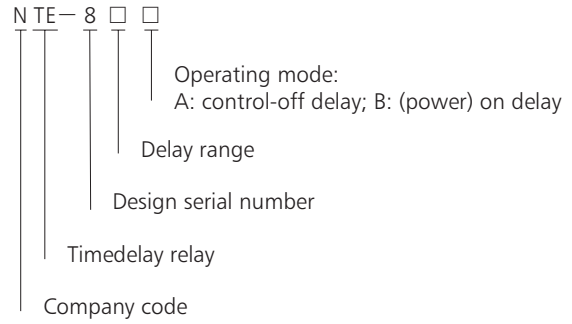 N TE－ 8 □ □
Operating mode:
A: control-off delay; B: (power) on delay
Delay range
Design serial number
Timedelay relay
Company code